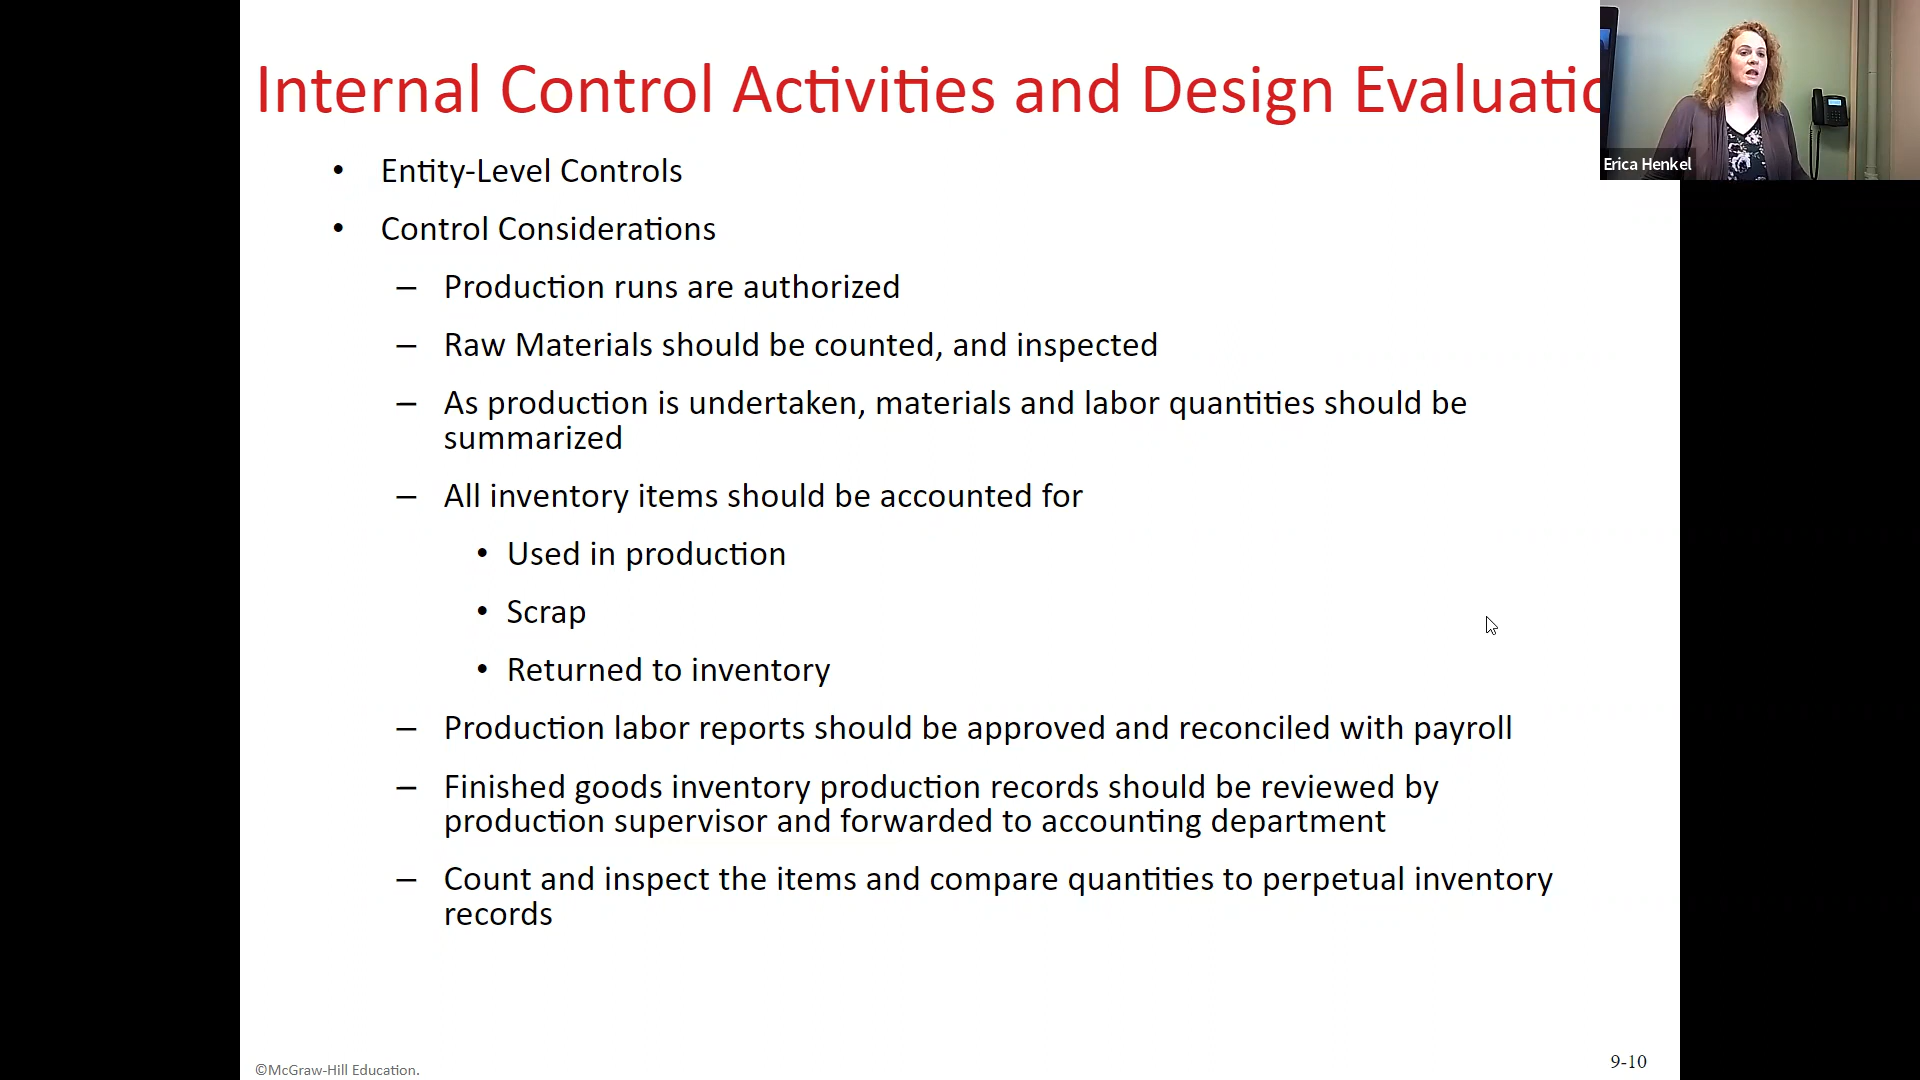 Internal Control Activities and Design Evaluatio
Erica Henkel
• Entity-Level Controls
• Control Considerations
– Production runs are authorized
– Raw Materials should be counted, and inspected
– As production is undertaken, materials and labor quantities should be
summarized
– All inventory items should be accounted for
• Used in production
• Scrap
• Returned to inventory
– Production labor reports should be approved and reconciled with payroll
– Finished goods inventory production records should be reviewed by
production supervisor and forwarded to accounting department
– Count and inspect the items and compare quantities to perpetual inventory
records
©McGraw-Hill Education.
9-10